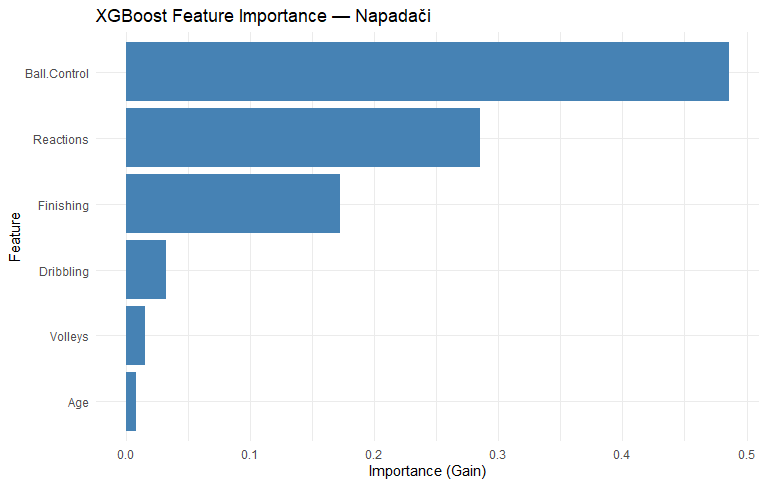 XGBoost Feature Importance — Napadači
Feature
Ball.Control
Reactions
Finishing
Dribbling
Volleys
Age
0.0 0.1 0.2 0.3 0.4 0.5
Importance (Gain)